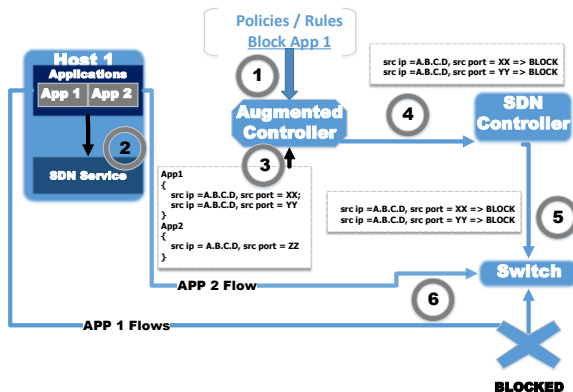 Policies / Rules
Block App 1
Host 1
Applications
App 1
App 2
SDN Service
1
2
Augmented
Controller
3
App1
{
src ip =A.B.C.D, src port = XX;
src ip =A.B.C.D, src port = YY
}
App2
{
src ip = A.B.C.D, src port = ZZ
}
src ip =A.B.C.D, src port = XX => BLOCK
src ip =A.B.C.D, src port = YY => BLOCK
4
SDN
Controller
src ip =A.B.C.D, src port = XX => BLOCK
src ip =A.B.C.D, src port = YY => BLOCK
5
Switch
APP 2 Flow
6
APP 1 Flows
BLOCKED